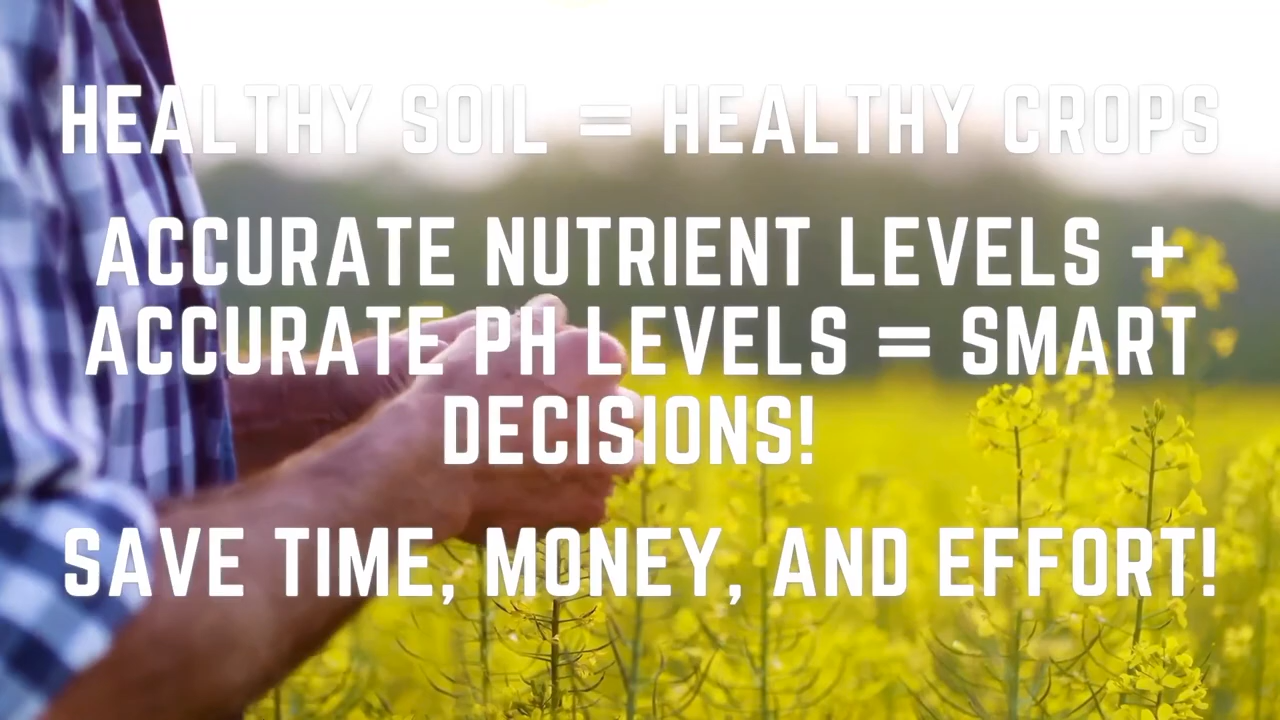 HEALTHY SOIL = HEALTHY CROPS
ACCURATE NUTRIENT LEVELS +
ACCURATE PH LEVELS = SMART
DECISIONS!
SAVE TIME, MONEY, AND EFFORT!